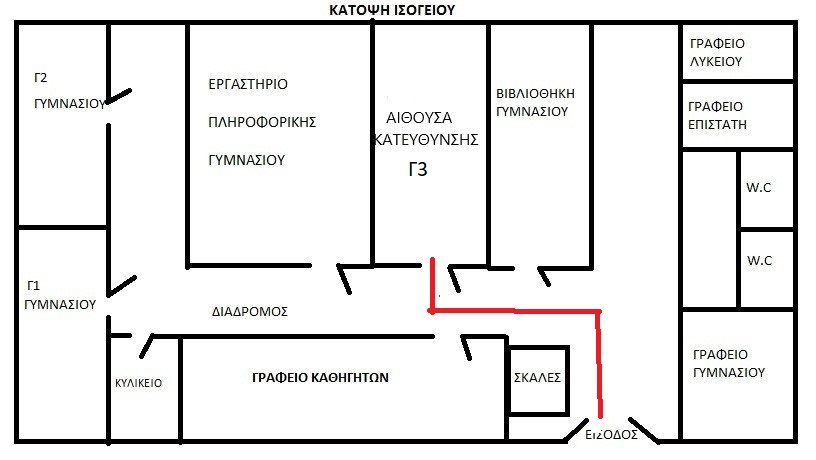 ΚΑΤΟΨΗ ΙΣΟΓΕΙΟΥ
Γ2
ΓΥΜΝΑΣΙΟΥ
ΕΡΓΑΣΤΗΡΙΟ
ΠΛΗΡΟΦΟΡΙΚΗΣ
ΓΥΜΝΑΣΙΟΥ
ΑΙΘΟΥΣΑ
ΚΑΤΕΥΘΥΝΣΗΣ
Γ3
ΒΙΒΛΙΟΘΗΚΗ
ΓΥΜΝΑΣΙΟΥ
ΓΡΑΦΕΙΟ
ΛΥΚΕΙΟΥ
ΓΡΑΦΕΙΟ
ΕΠΙΣΤΑΤΗ
W.C
W.C
Γ1
ΓΥΜΝΑΣΙΟΥ
ΔΙΑΔΡΟΜΟΣ
ΚΥΛΙΚΕΙΟ
ΓΡΑΦΕΙΟ ΚΑΘΗΓΗΤΩΝ
ΣΚΑΛΕΣ
ΓΡΑΦΕΙΟ
ΓΥΜΝΑΣΙΟΥ
ΕΙΣΟΔΟΣ